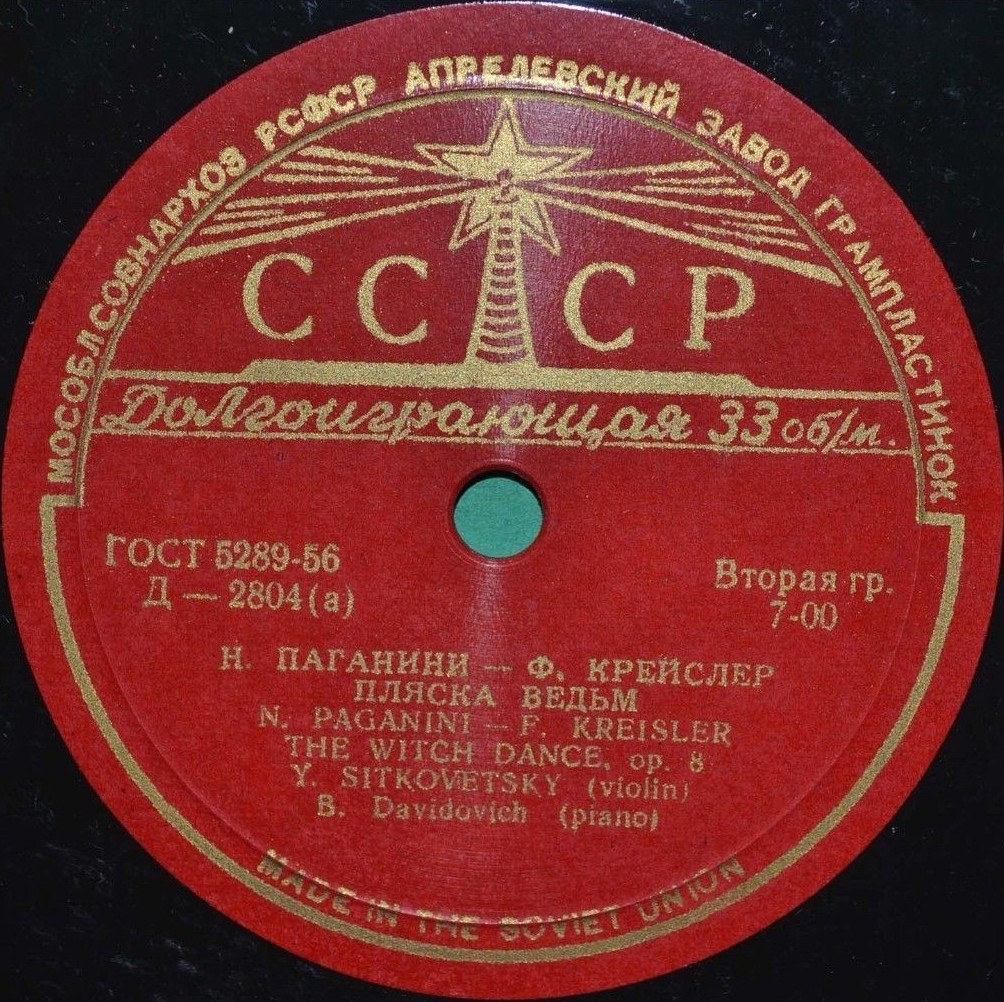 МОСОБЛСОВНАРХОЗ РСФСР АПРЕЛЕВСКИЙ ЗАВОД ГРАМПЛАСТИНОК
СССР
Долгоиграющая 33 об/м.
ГОСТ 5289-56
Д — 2804 (а)
Вторая гр.
7-00
Н. ПАГАНИНИ — Ф. КРЕЙСЛЕР
ПЛЯСКА ВЕДЬМ
N. PAGANINI — F. KREISLER
THE WITCH DANCE, op. 8
Y. SITKOVETSKY (violin)
B. Davidovich (piano)
MADE IN THE SOVIET UNION